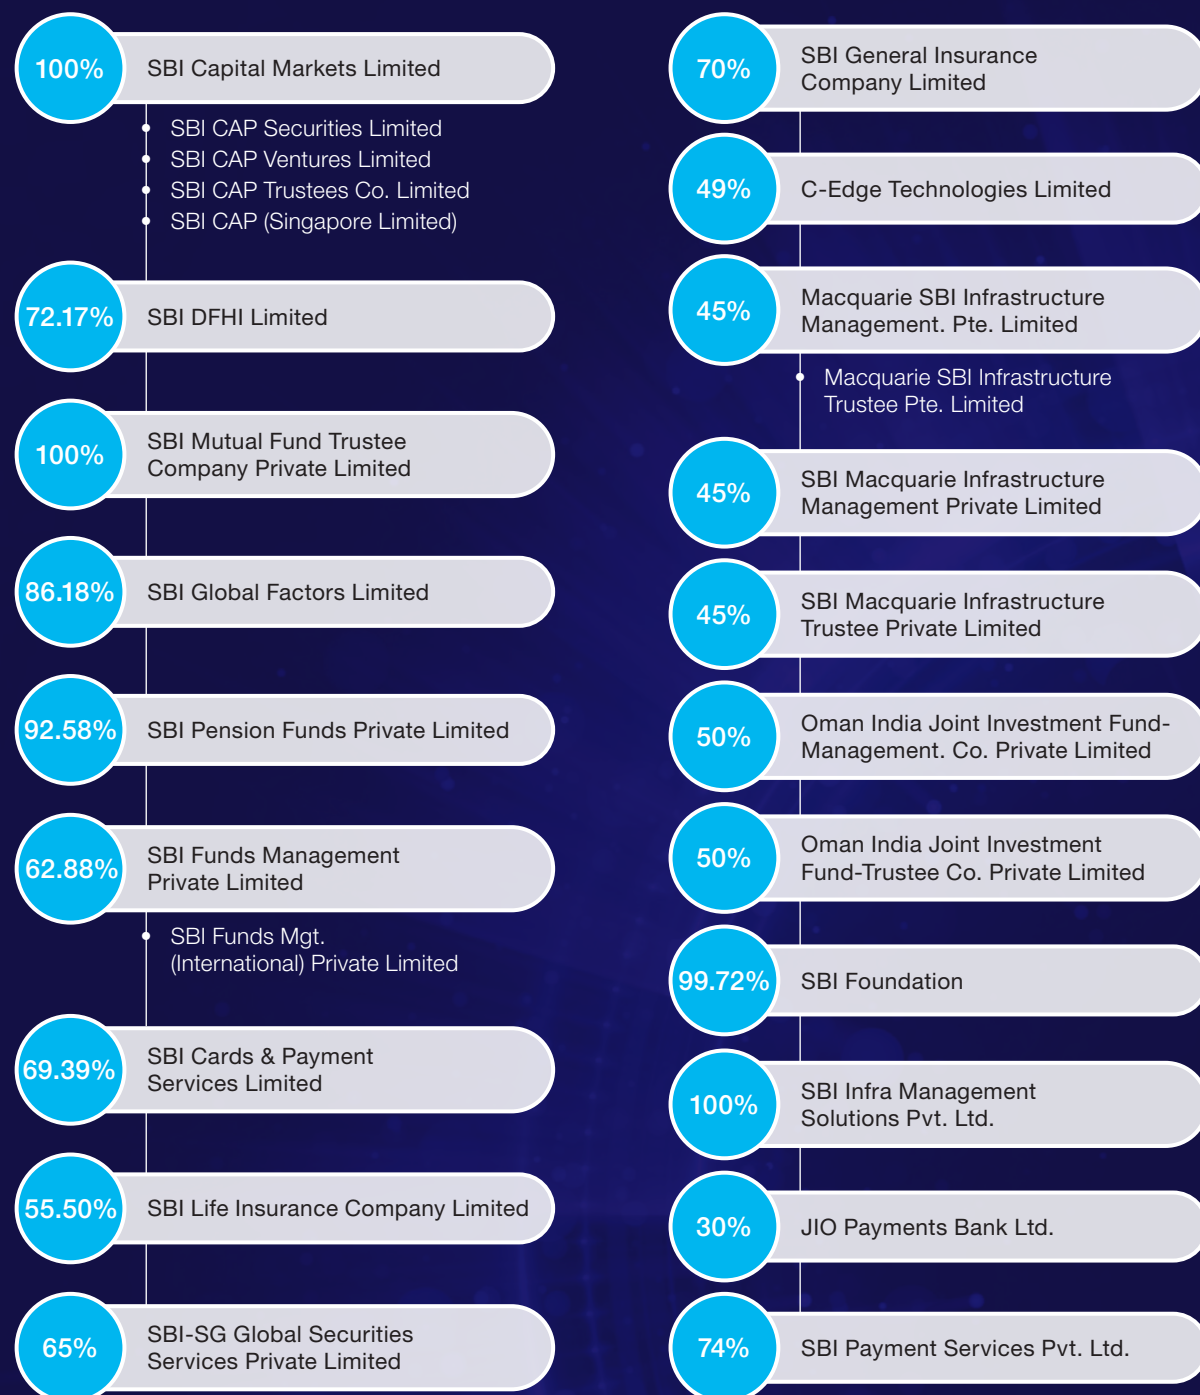 100%
SBI Capital Markets Limited
SBI CAP Securities Limited
SBI CAP Ventures Limited
SBI CAP Trustees Co. Limited
SBI CAP (Singapore Limited)
72.17%
SBI DFHI Limited
100%
SBI Mutual Fund Trustee
Company Private Limited
86.18%
SBI Global Factors Limited
92.58%
SBI Pension Funds Private Limited
62.88%
SBI Funds Management
Private Limited
SBI Funds Mgt.
(International) Private Limited
69.39%
SBI Cards & Payment
Services Limited
55.50%
SBI Life Insurance Company Limited
65%
SBI-SG Global Securities
Services Private Limited
70%
SBI General Insurance
Company Limited
49%
C-Edge Technologies Limited
45%
Macquarie SBI Infrastructure
Management. Pte. Limited
Macquarie SBI Infrastructure
Trustee Pte. Limited
45%
SBI Macquarie Infrastructure
Management Private Limited
45%
SBI Macquarie Infrastructure
Trustee Private Limited
50%
Oman India Joint Investment Fund-
Management. Co. Private Limited
50%
Oman India Joint Investment
Fund-Trustee Co. Private Limited
99.72%
SBI Foundation
100%
SBI Infra Management
Solutions Pvt. Ltd.
30%
JIO Payments Bank Ltd.
74%
SBI Payment Services Pvt. Ltd.